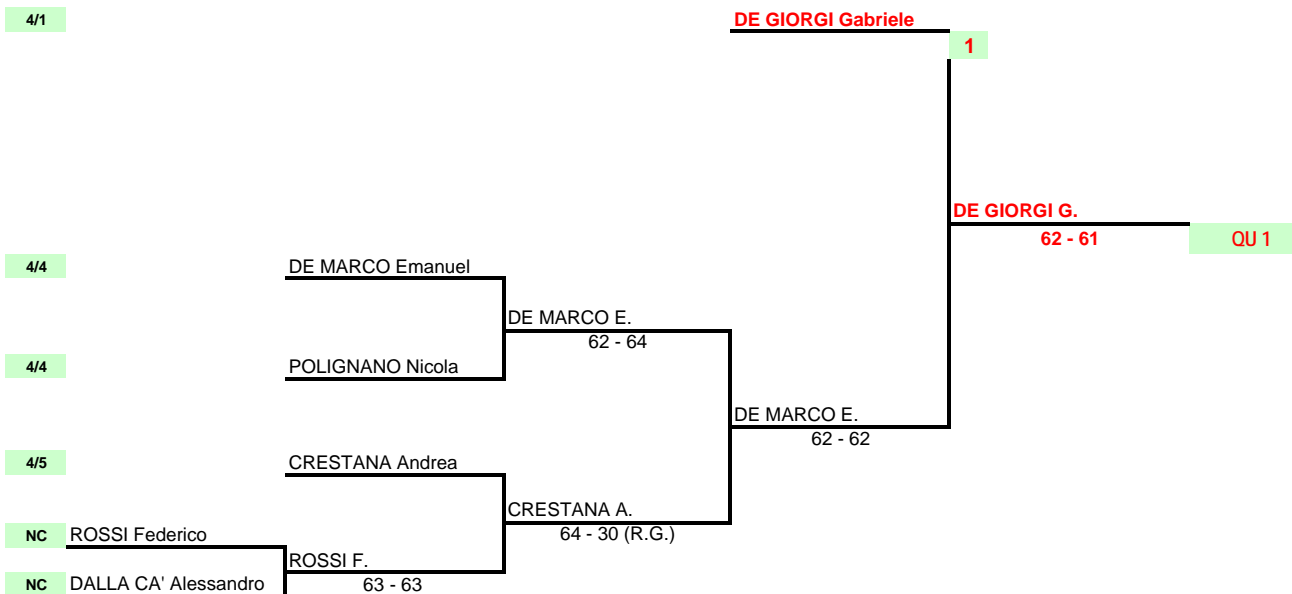 4/1 DE GIORGI Gabriele
1
DE GIORGI G.
62 - 61 QU 1
4/4 DE MARCO Emanuel
DE MARCO E.
62 - 64
4/4 POLIGNANO Nicola
DE MARCO E.
62 - 62
4/5 CRESTANA Andrea
CRESTANA A.
64 - 30 (R.G.)
NC ROSSI Federico
ROSSI F.
63 - 63
NC DALLA CA' Alessandro